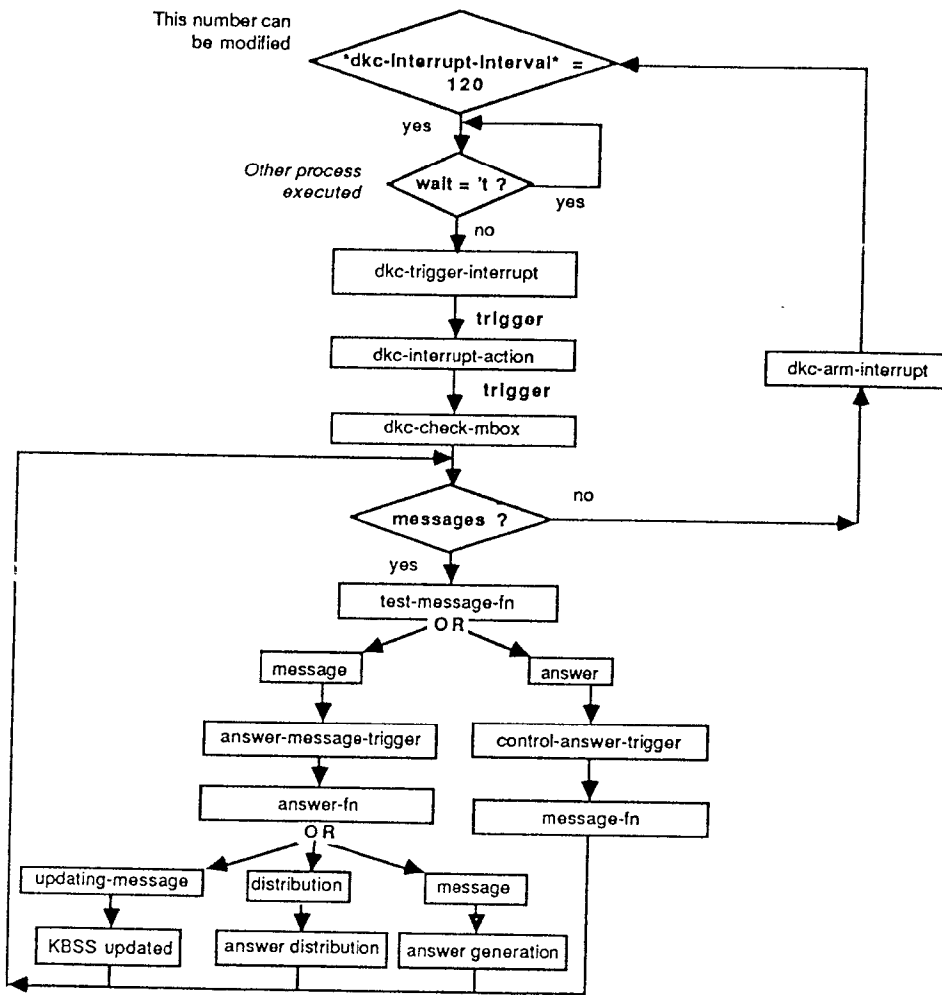 This number can
be modified
*dkc-Interrupt-Interval* =
120
yes
Other process
executed
wait = 't ?
yes
no
dkc-trigger-interrupt
trigger
dkc-interrupt-action
dkc-arm-interrupt
trigger
dkc-check-mbox
no
messages ?
yes
test-message-fn
OR
message
answer
answer-message-trigger
control-answer-trigger
answer-fn
message-fn
OR
updating-message
distribution
message
KBSS updated
answer distribution
answer generation